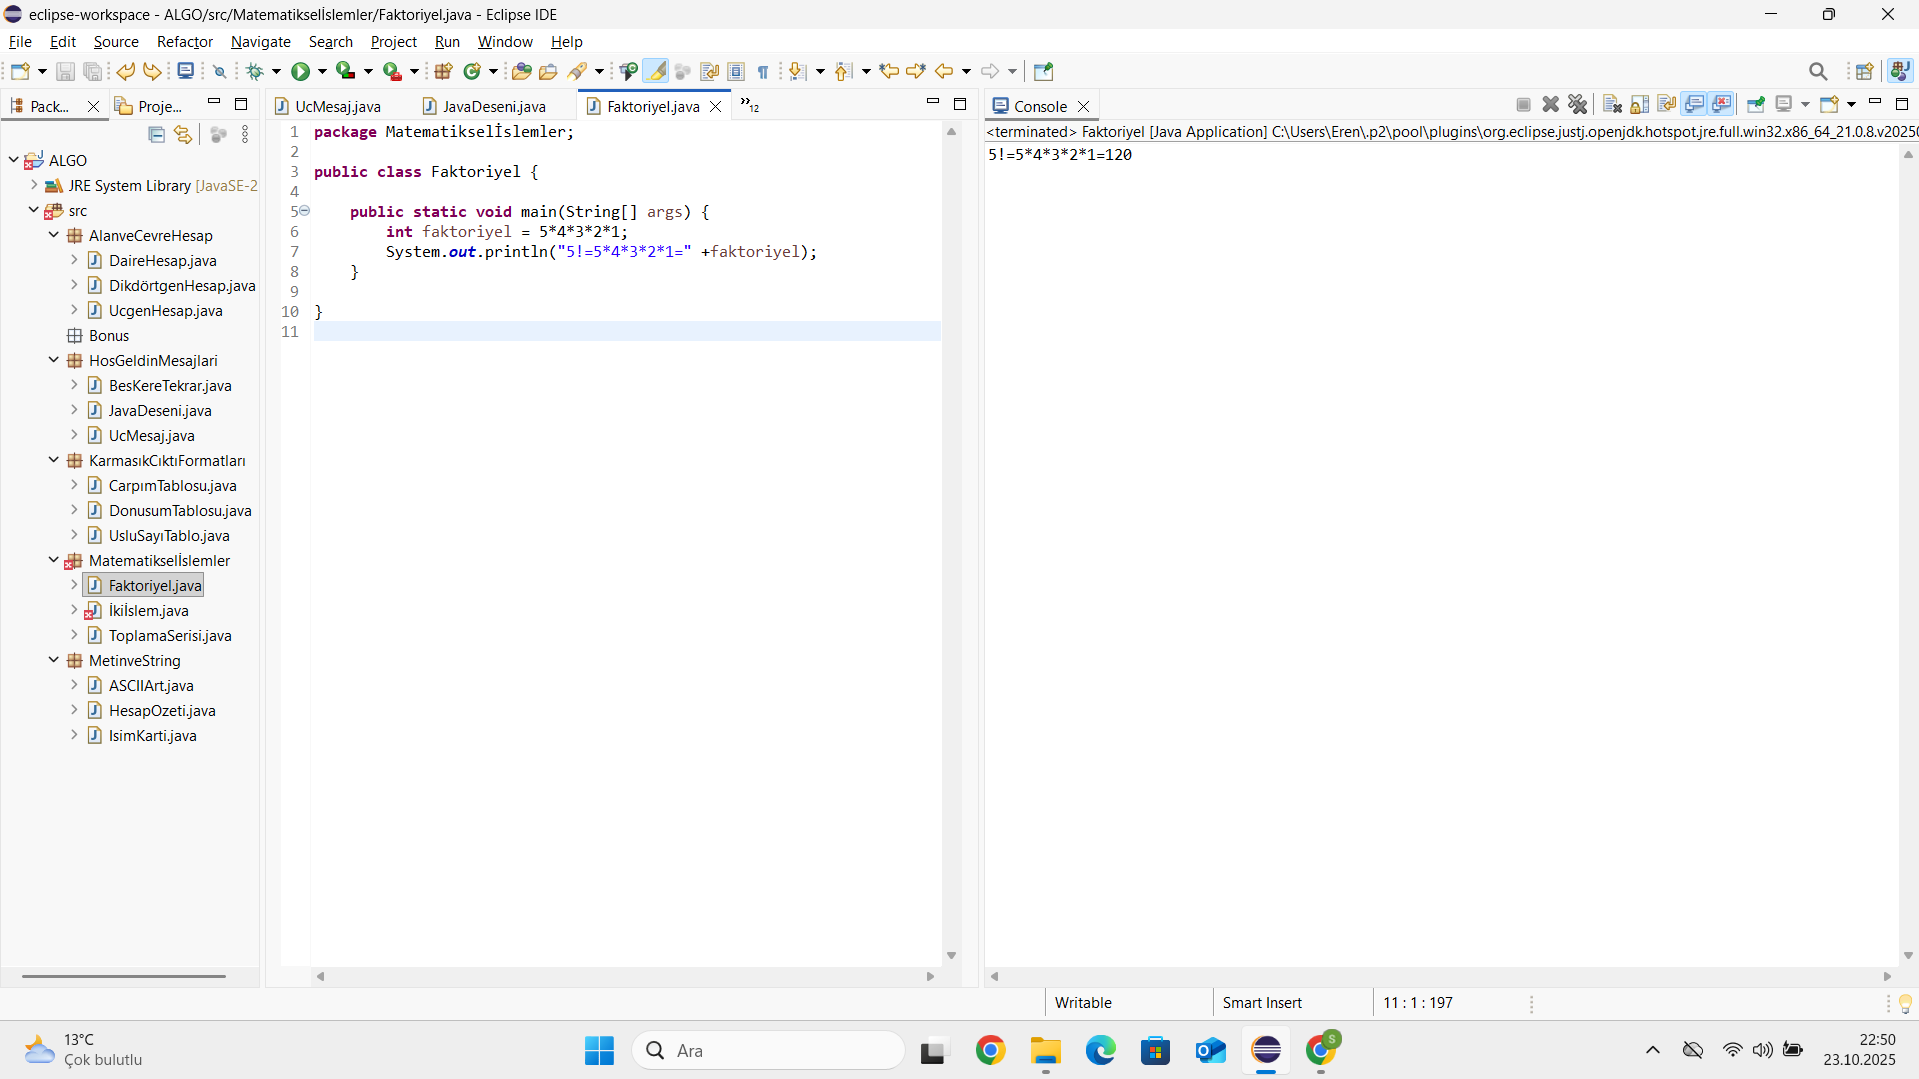 eclipse-workspace - ALGO/src/Matematikselİslemler/Faktoriyel.java - Eclipse IDE
File Edit Source Refactor Navigate Search Project Run Window Help
Pack... Proje...
ALGO
JRE System Library [JavaSE-2
src
AlanveCevreHesap
DaireHesap.java
DikdörtgenHesap.java
UcgenHesap.java
Bonus
HosGeldinMesajlari
BesKereTekrar.java
JavaDeseni.java
UcMesaj.java
KarmasıkCıktıFormatları
CarpımTablosu.java
DonusumTablosu.java
UsluSayıTablo.java
Matematikselİslemler
Faktoriyel.java
İkiİslem.java
ToplamaSerisi.java
MetinveString
ASCIIArt.java
HesapOzeti.java
IsimKarti.java
UcMesaj.java JavaDeseni.java Faktoriyel.java »12
1 package Matematikselİslemler;
2
3 public class Faktoriyel {
4
5 public static void main(String[] args) {
6 int faktoriyel = 5*4*3*2*1;
7 System.out.println("5!=5*4*3*2*1=" +faktoriyel);
8 }
9
10 }
11
Console
<terminated> Faktoriyel [Java Application] C:\Users\Eren\.p2\pool\plugins\org.eclipse.justj.openjdk.hotspot.jre.full.win32.x86_64_21.0.8.v20250
5!=5*4*3*2*1=120
Writable Smart Insert 11 : 1 : 197
13°C
Çok bulutlu
Ara
S
22:50
23.10.2025